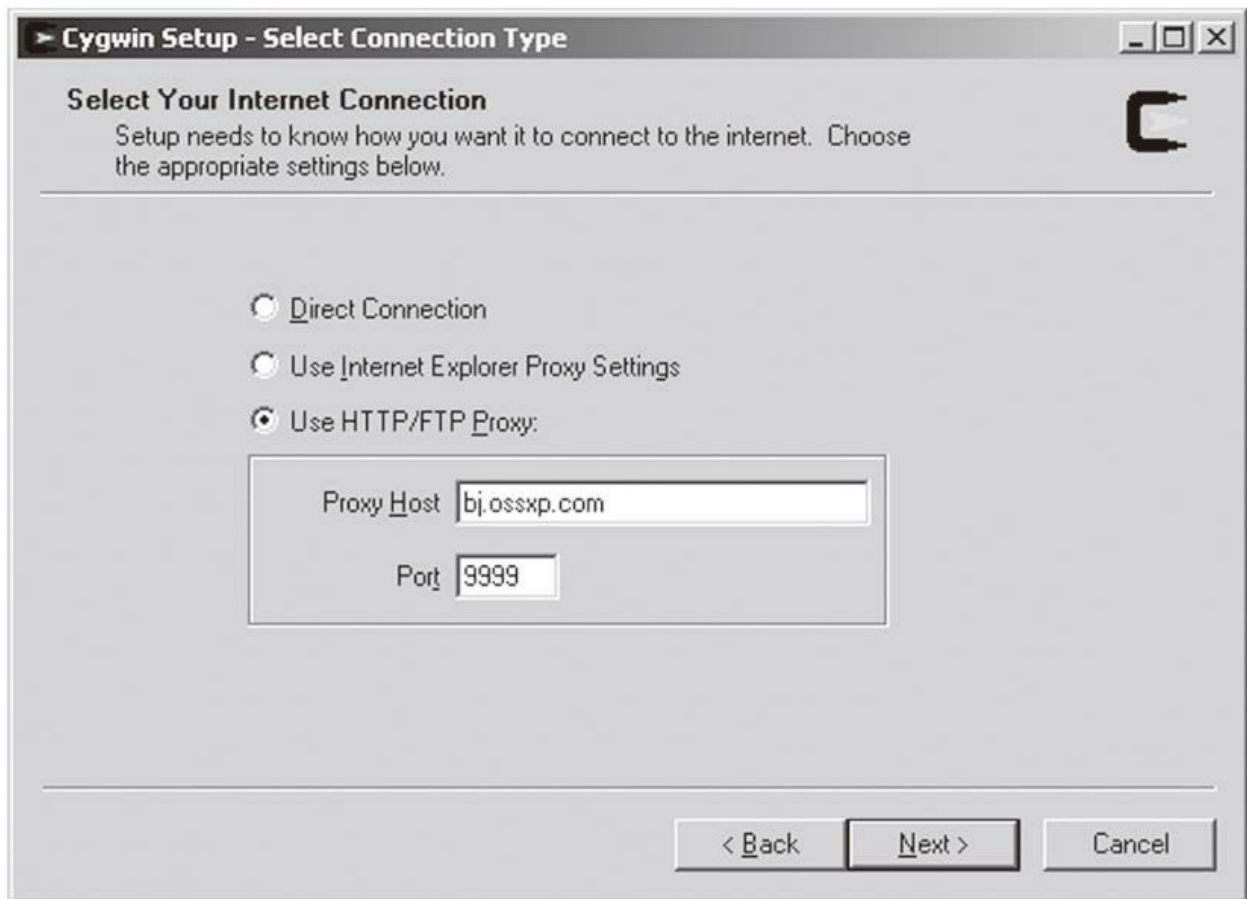 Cygwin Setup - Select Connection Type
Select Your Internet Connection
Setup needs to know how you want it to connect to the internet. Choose
the appropriate settings below.
Direct Connection
Use Internet Explorer Proxy Settings
Use HTTP/FTP Proxy:
Proxy Host bj.ossxp.com
Port 9999
< Back Next > Cancel